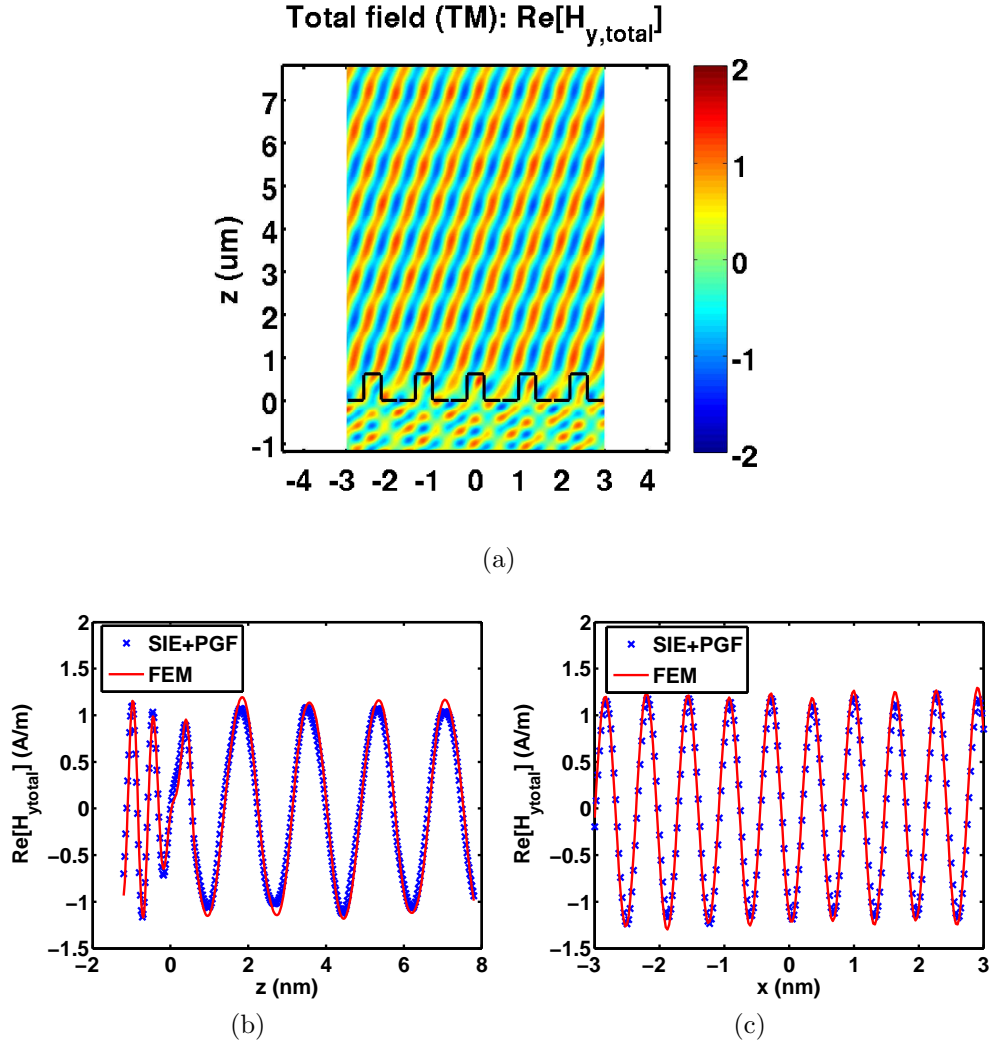 Total field (TM): Re[H_y,total]
z (um)
7
6
5
4
3
2
1
0
-1
-4 -3 -2 -1 0 1 2 3 4
2
1
0
-1
-2
(a)
2
1.5
1
0.5
0
−0.5
−1
−1.5
Re[H_ytotal] (A/m)
SIE+PGF
FEM
−2 0 2 4 6 8
z (nm)
(b)
2
1.5
1
0.5
0
−0.5
−1
−1.5
Re[H_ytotal] (A/m)
SIE+PGF
FEM
−3 −2 −1 0 1 2 3
x (nm)
(c)